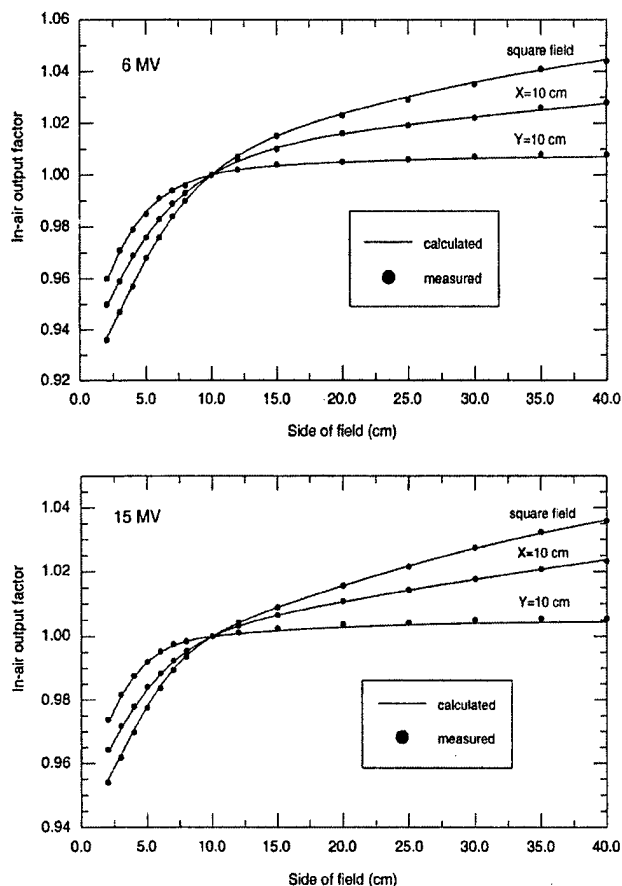 1.06
6 MV
square field
1.04
X=10 cm
1.02
Y=10 cm
In-air output factor
1.00
0.98
calculated
0.96
measured
0.94
0.92
0.0 5.0 10.0 15.0 20.0 25.0 30.0 35.0 40.0
Side of field (cm)
15 MV
square field
1.04
X=10 cm
1.02
Y=10 cm
In-air output factor
1.00
0.98
calculated
0.96
measured
0.94
0.0 5.0 10.0 15.0 20.0 25.0 30.0 35.0 40.0
Side of field (cm)